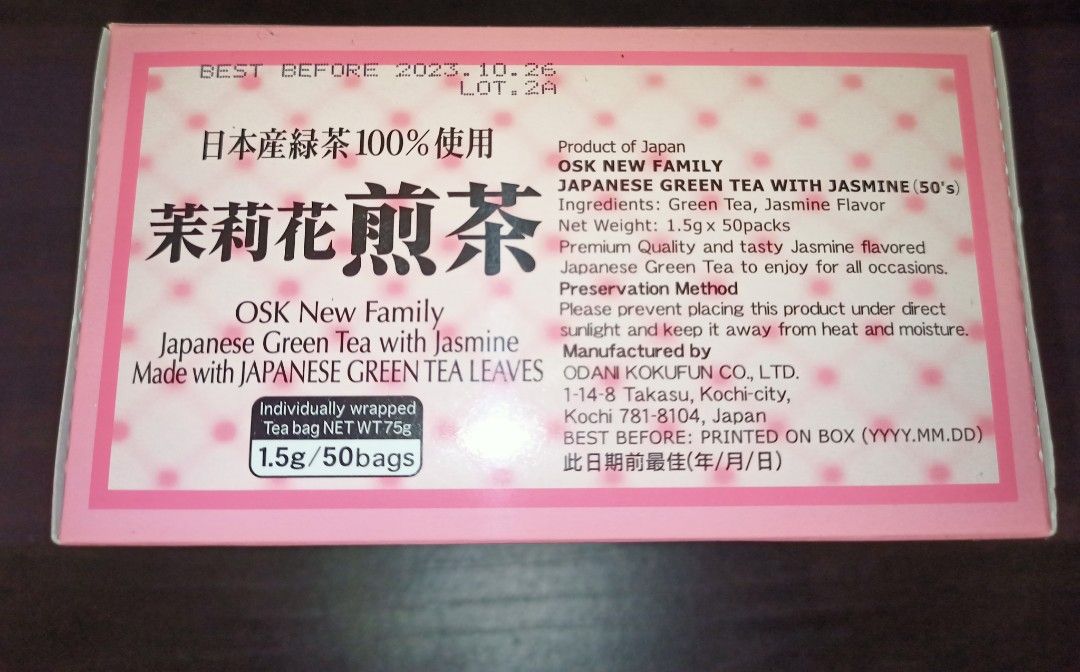 BEST BEFORE 2023.10.26
LOT.2A
日本産緑茶100%使用
茉莉花煎茶
OSK New Family
Japanese Green Tea with Jasmine
Made with JAPANESE GREEN TEA LEAVES
Individually wrapped
Tea bag NET WT.75g
1.5g/50bags
Product of Japan
OSK NEW FAMILY
JAPANESE GREEN TEA WITH JASMINE (50's)
Ingredients: Green Tea, Jasmine Flavor
Net Weight: 1.5g x 50packs
Premium Quality and tasty Jasmine flavored
Japanese Green Tea to enjoy for all occasions.
Preservation Method
Please prevent placing this product under direct
sunlight and keep it away from heat and moisture.
Manufactured by
ODANI KOKUFUN CO., LTD.
1-14-8 Takasu, Kochi-city,
Kochi 781-8104, Japan
BEST BEFORE: PRINTED ON BOX (YYYY.MM.DD)
此日期前最佳(年/月/日)